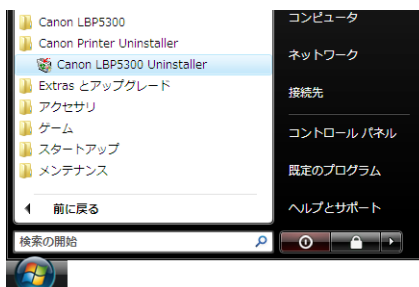 Canon LBP5300
Canon Printer Uninstaller
Canon LBP5300 Uninstaller
Extras とアップグレード
アクセサリ
ゲーム
スタートアップ
メンテナンス
前に戻る
検索の開始
コンピュータ
ネットワーク
接続先
コントロール パネル
既定のプログラム
ヘルプとサポート